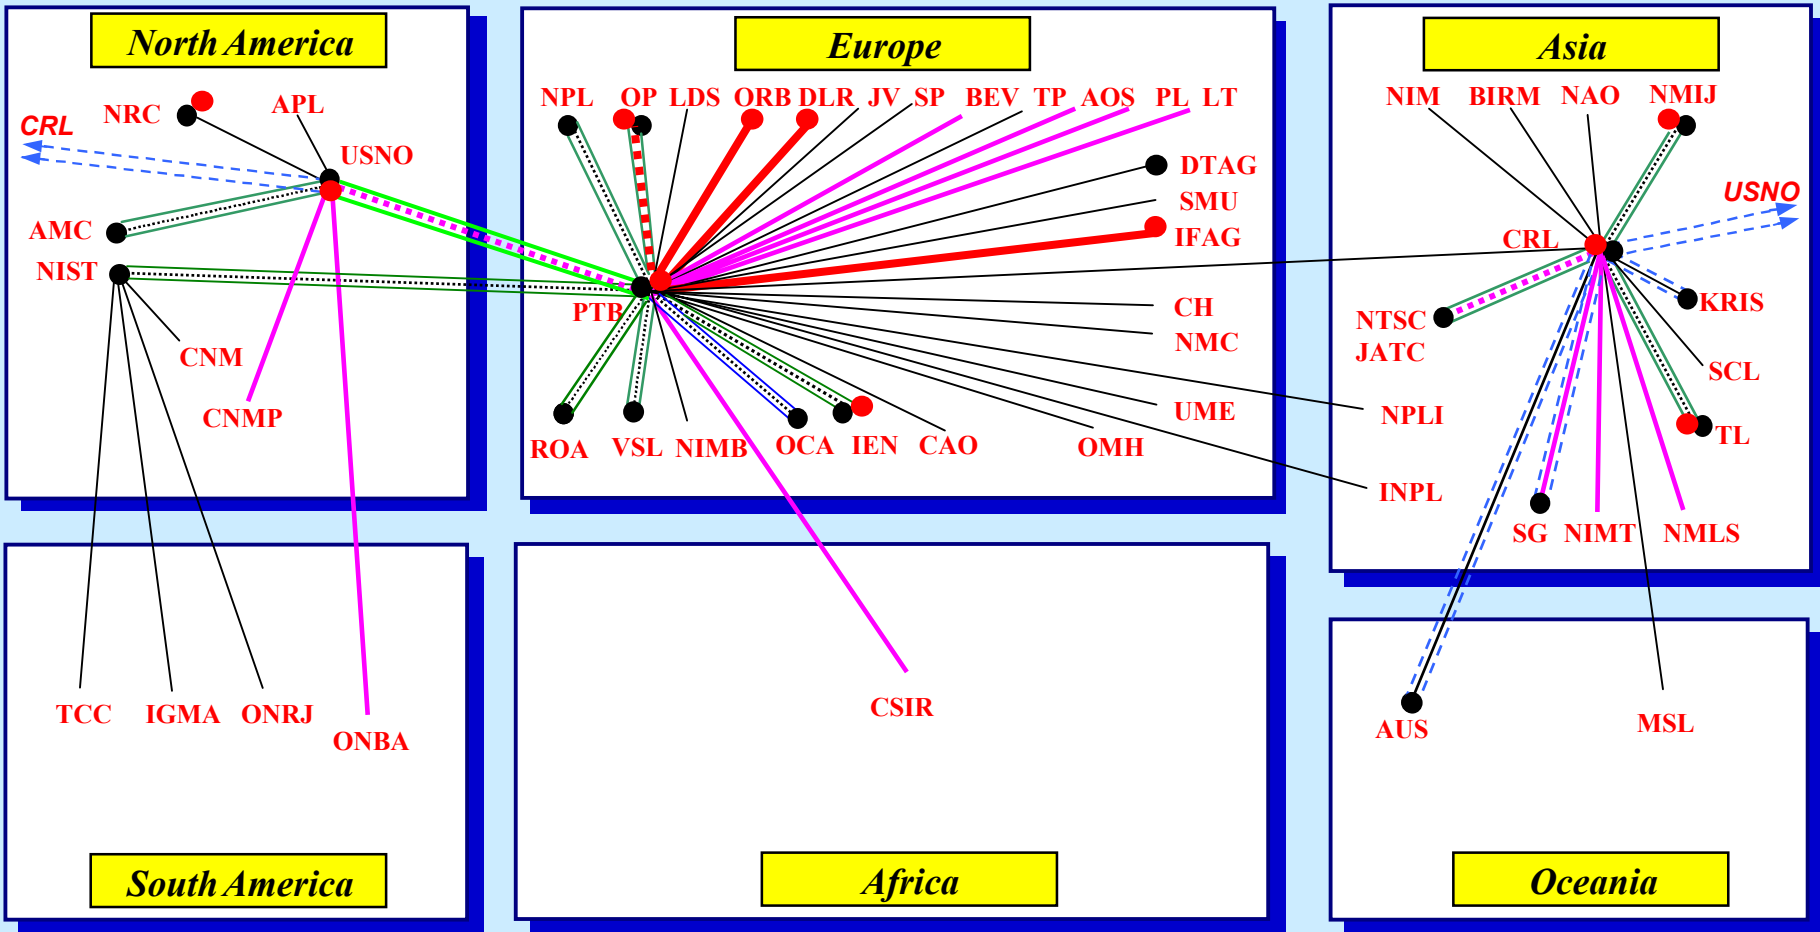 North America
NRC
APL
CRL
USNO
AMC
NIST
CNM
CNMP
Europe
NPL OP LDS ORB DLR JV SP BEV TP AOS PL LT
DTAG
SMU
IFAG
PTB
CH
NMC
UME
ROA VSL NIMB OCA IEN CAO OMH
Asia
NIM BIRM NAO NMIJ
USNO
CRL
KRIS
NTSC
JATC
SCL
NPLI
TL
INPL
SG NIMT NMLS
TCC IGMA ONRJ
ONBA
South America
CSIR
Africa
AUS
MSL
Oceania